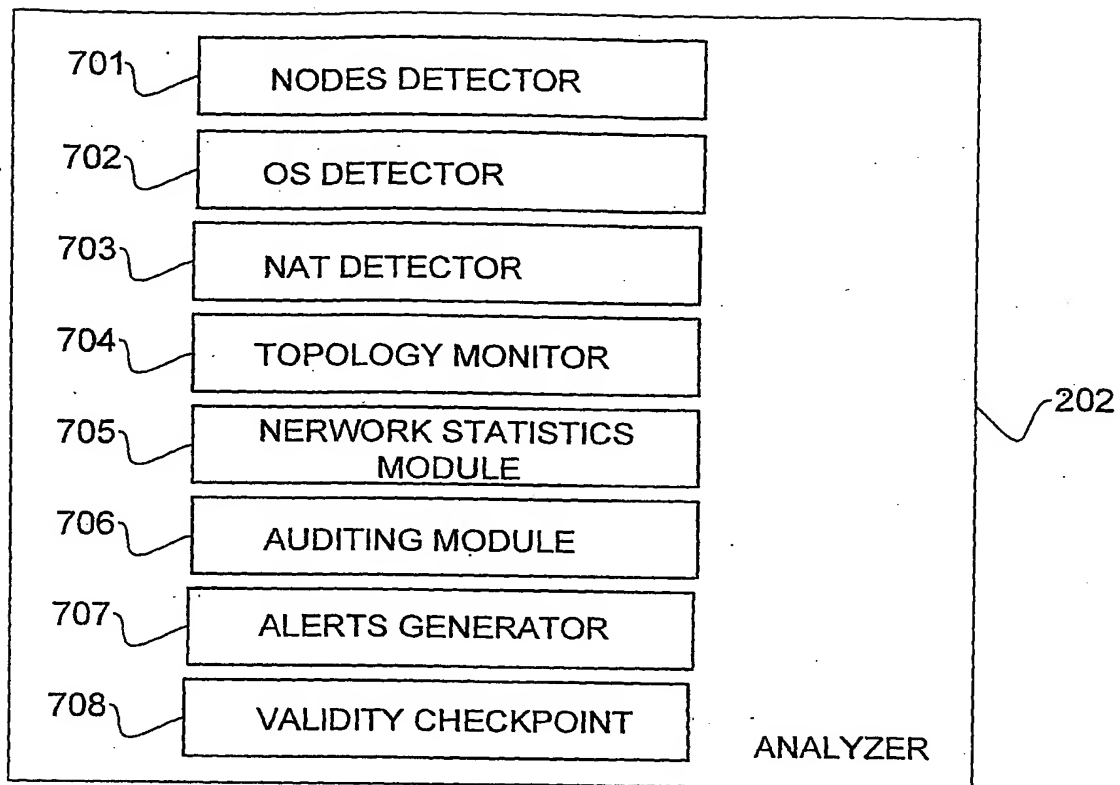 701
NODES DETECTOR
702
OS DETECTOR
703
NAT DETECTOR
704
TOPOLOGY MONITOR
202
705
NERWORK STATISTICS
MODULE
706
AUDITING MODULE
707
ALERTS GENERATOR
708
VALIDITY CHECKPOINT
ANALYZER